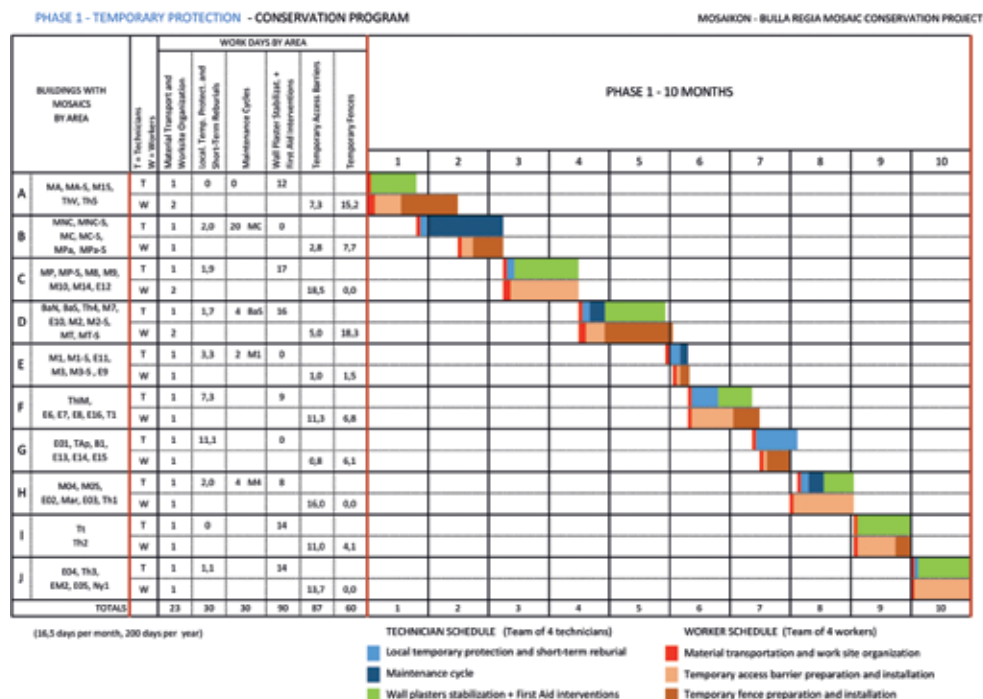 PHASE 1 - TEMPORARY PROTECTION - CONSERVATION PROGRAM
MOSAIKON - BULLA REGIA MOSAIC CONSERVATION PROJECT
BUILDINGS WITH
MOSAICS
BY AREA
T = Technicians
W = Workers
WORK DAYS BY AREA
Material Transport and
Worksite Organization
Local. Temp. Protect. and
Short-Term Reburials
Maintenance Cycles
Wall Plaster Stabilizat. +
First Aid Interventions
Temporary Access Barriers
Temporary Fences
PHASE 1 - 10 MONTHS
1 2 3 4 5 6 7 8 9 10
A
MA, MA-S, M15,
ThV, Th5
T 1 0 0 12
W 2 7,3 15,2
B
MNC, MNC-S,
MC, MC-S,
MPa, MPa-S
T 1 2,0 20 MC 0
W 1 2,8 7,7
C
MP, MP-S, M8, M9,
M10, M14, E12
T 1 1,9 17
W 2 18,5 0,0
D
BaN, BaS, Th4, M7,
E10, M2, M2-S,
MT, MT-S
T 1 1,7 4 BaS 16
W 2 5,0 18,3
E
M1, M1-S, E11,
M3, M3-S, E9
T 1 3,3 2 M1 0
W 1 1,0 1,5
F
ThM,
E6, E7, E8, E16, T1
T 1 7,3 9
W 1 11,3 6,8
G
E01, TAp, B1,
E13, E14, E15
T 1 11,1 0
W 1 0,8 6,1
H
M04, M05,
E02, Mar, E03, Th1
T 1 2,0 4 M4 8
W 1 16,0 0,0
I
Tt
Th2
T 1 0 14
W 1 11,0 4,1
J
E04, Th3,
EM2, E05, Ny1
T 1 1,1 14
W 1 13,7 0,0
TOTALS 23 30 30 90 87 60 1 2 3 4 5 6 7 8 9 10
(16,5 days per month, 200 days per year)
TECHNICIAN SCHEDULE (Team of 4 technicians)
Local temporary protection and short-term reburial
Maintenance cycle
Wall plasters stabilization + First Aid interventions
WORKER SCHEDULE (Team of 4 workers)
Material transportation and work site organization
Temporary access barrier preparation and installation
Temporary fence preparation and installation